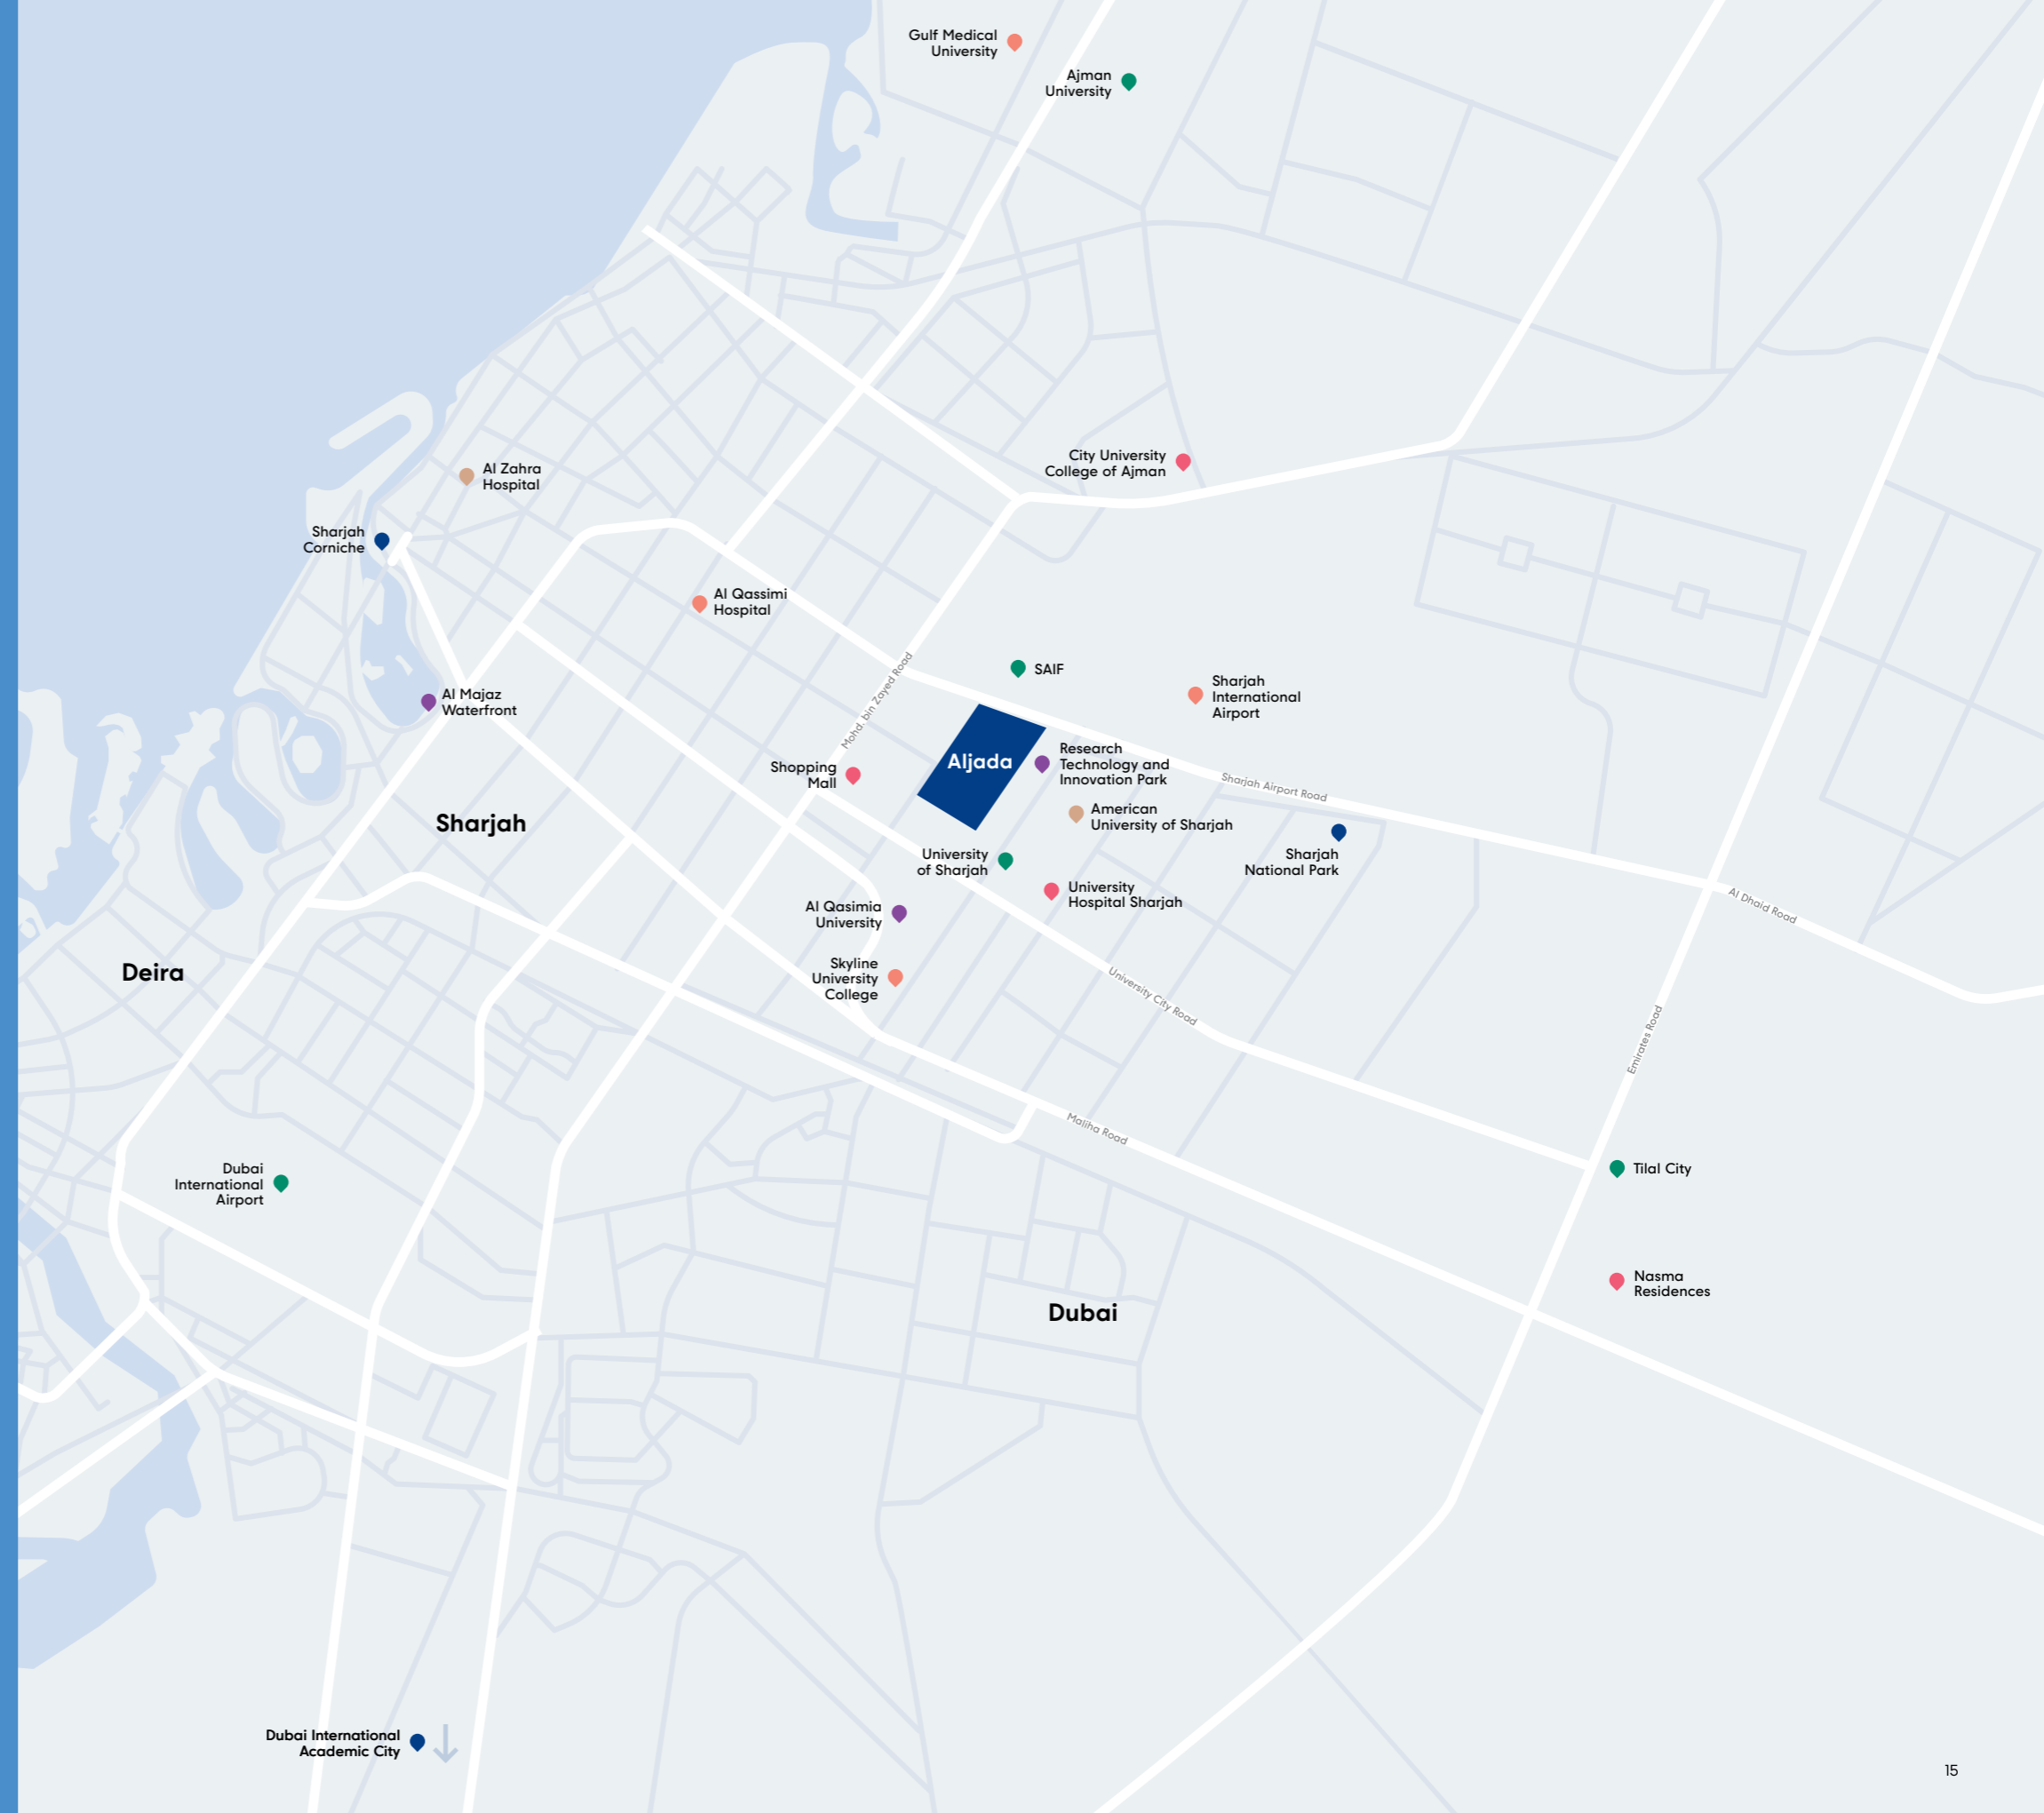 Gulf Medical
University
Ajman
University
City University
College of Ajman
Al Zahra
Hospital
Sharjah
Corniche
Al Qassimi
Hospital
Mohd. bin Zayed Road
SAIF
Sharjah
International
Airport
Al Majaz
Waterfront
Aljada
Research
Technology and
Innovation Park
Shopping
Mall
Sharjah Airport Road
American
University of Sharjah
Sharjah
University
of Sharjah
Sharjah
National Park
University
Hospital Sharjah
Al Dhaid Road
Al Qasimia
University
Deira
Skyline
University
College
University City Road
Emirates Road
Maliha Road
Dubai
International
Airport
Tilal City
Nasma
Residences
Dubai
Dubai International
Academic City
15